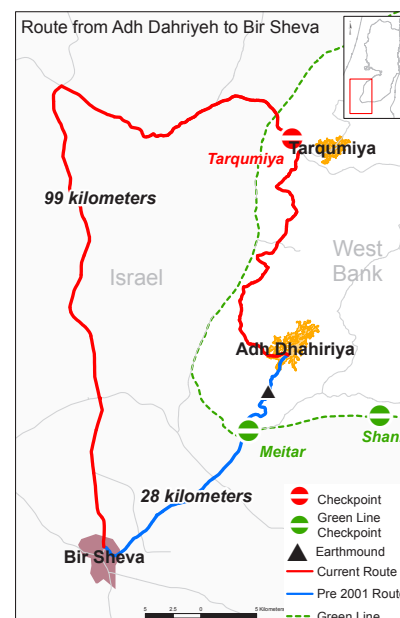 Route from Adh Dahriyeh to Bir Sheva
Tarqumiya
Tarqumiya
99 kilometers
Israel
West
Bank
Adh Dhahiriya
Shani
Meitar
28 kilometers
Bir Sheva
Checkpoint
Green Line
Checkpoint
Earthmound
Current Route
Pre 2001 Route
Green Line
5 2.5 0 5 Kilometers